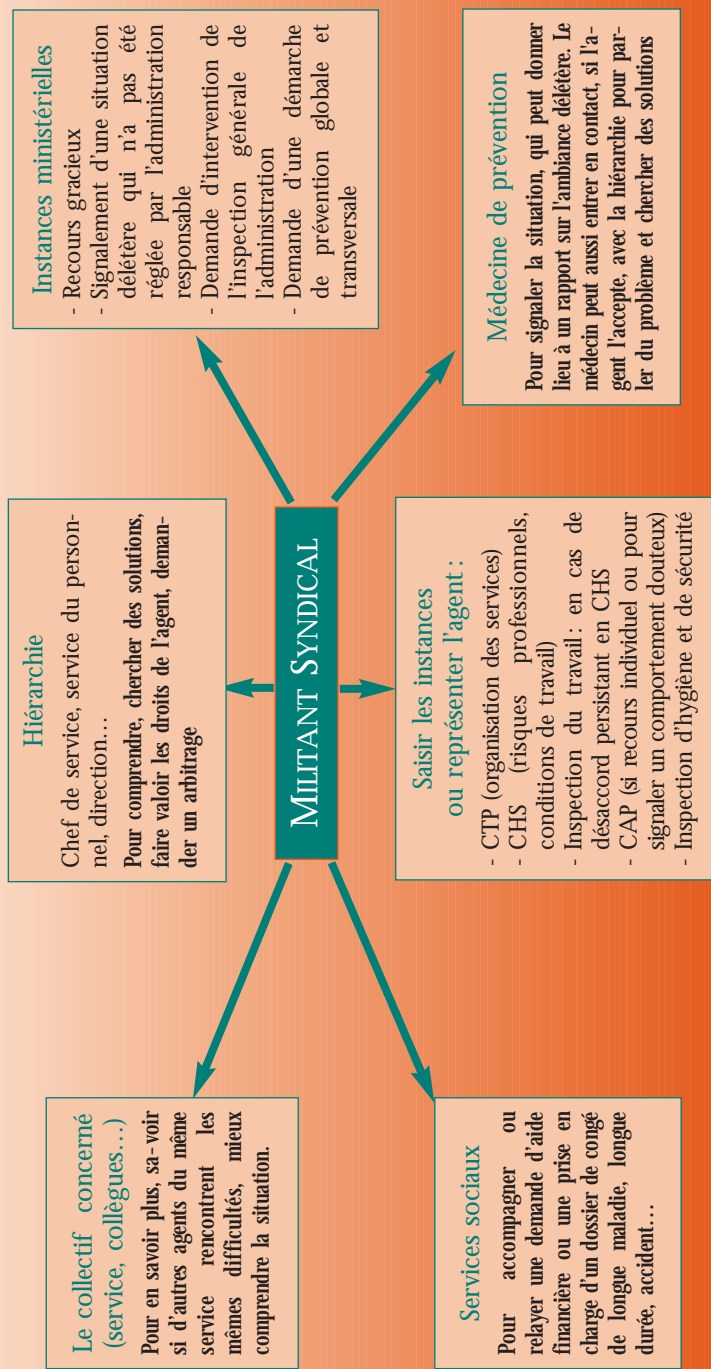 Le collectif concerné
(service, collègues…)
Pour en savoir plus, sa-voir
si d'autres agents du même
service rencontrent les
mêmes difficultés, mieux
comprendre la situation.
Hiérarchie
Chef de service, service du person-
nel, direction…
Pour comprendre, chercher des solutions,
faire valoir les droits de l'agent, deman-
der un arbitrage
Instances ministérielles
- Recours gracieux
- Signalement d'une situation
délétère qui n'a pas été
réglée par l'administration
responsable
- Demande d'intervention de
l'inspection générale de
l'administration
- Demande d'une démarche
de prévention globale et
transversale
MILITANT SYNDICAL
Services sociaux
Pour accompagner ou
relayer une demande d'aide
financière ou une prise en
charge d'un dossier de congé
de longue maladie, longue
durée, accident…
Saisir les instances
ou représenter l'agent :
- CTP (organisation des services)
- CHS (risques professionnels,
conditions de travail)
- Inspection du travail : en cas de
désaccord persistant en CHS
- CAP (si recours individuel ou pour
signaler un comportement douteux)
- Inspection d'hygiène et de sécurité
Médecine de prévention
Pour signaler la situation, qui peut donner
lieu à un rapport sur l'ambiance délétère. Le
médecin peut aussi entrer en contact, si l'a-
gent l'accepte, avec la hiérarchie pour par-
ler du problème et chercher des solutions